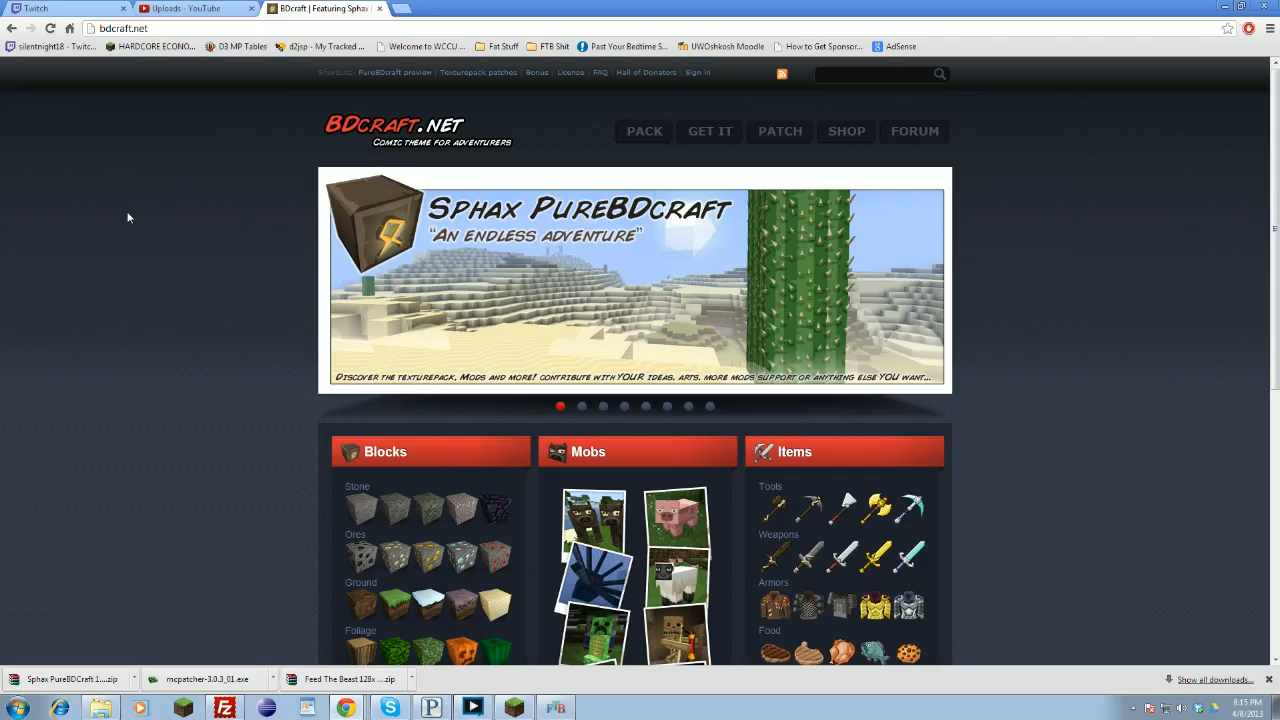 Twitch
Uploads - YouTube
BDcraft | Featuring Sphax
bdcraft.net
silentnight18 - Twitc...
HARDCORE ECONO...
D3 MP Tables
d2jsp - My Tracked ...
Welcome to WCCU ...
Fat Stuff
FTB Shit
Past Your Bedtime S...
UWOshkosh Moodle
How to Get Sponsor...
AdSense
Shortcuts: PureBDcraft preview | Texturepack patches | Bonus | License | FAQ | Hall of Donators | Sign in
BDcraft.net
Comic theme for adventurers
PACK
GET IT
PATCH
SHOP
FORUM
Sphax PureBDcraft
"An endless adventure"
Discover the texturepack, Mods and more! contribute with YOUR ideas, arts, more mods support or anything else YOU want...
Blocks
Mobs
Items
Stone
Ores
Ground
Foliage
Tools
Weapons
Armors
Food
Sphax PureBDCraft 1....zip
mcpatcher-3.0.3_01.exe
Feed The Beast 128x ....zip
Show all downloads...
8:15 PM
4/8/2013